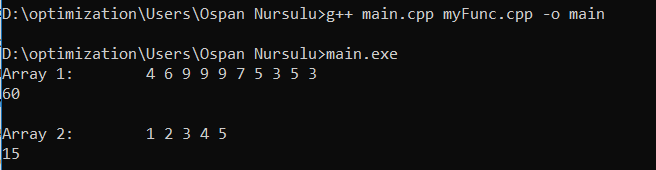 D:\optimization\Users\Ospan Nursulu>g++ main.cpp myFunc.cpp -o main
D:\optimization\Users\Ospan Nursulu>main.exe
Array 1:        4 6 9 9 9 7 5 3 5 3
60
Array 2:        1 2 3 4 5
15